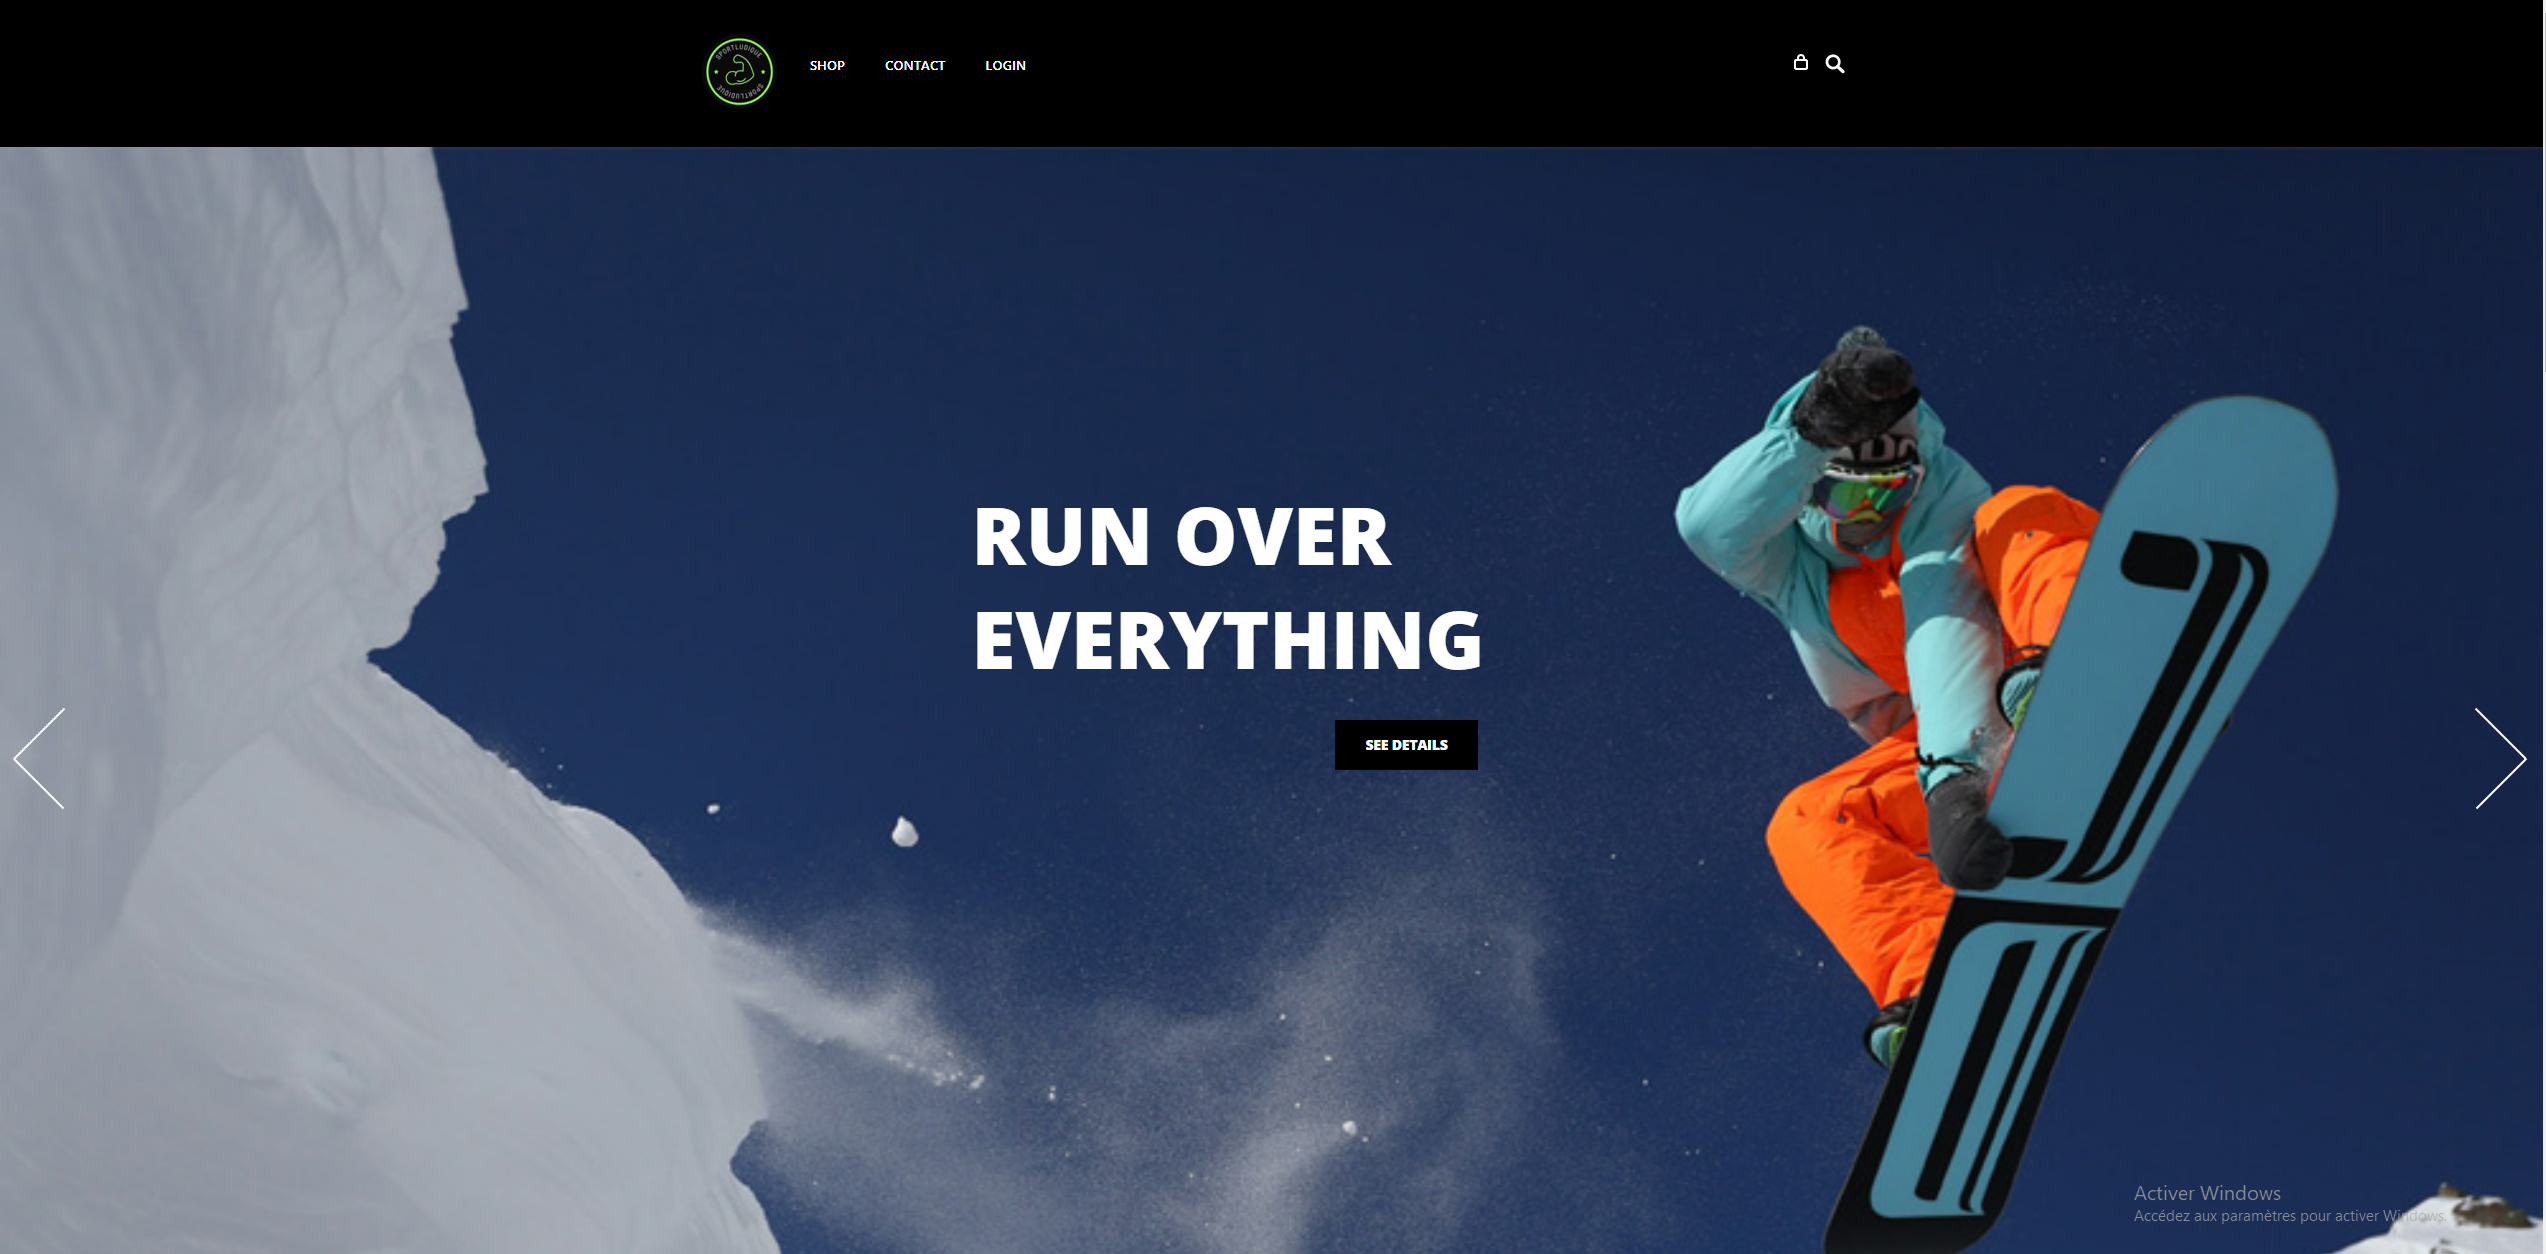 SPORTLUDIQUE
SPORTLUDIQUE
SHOP
CONTACT
LOGIN
RUN OVER
EVERYTHING
SEE DETAILS
Activer Windows
Accédez aux paramètres pour activer Windows.